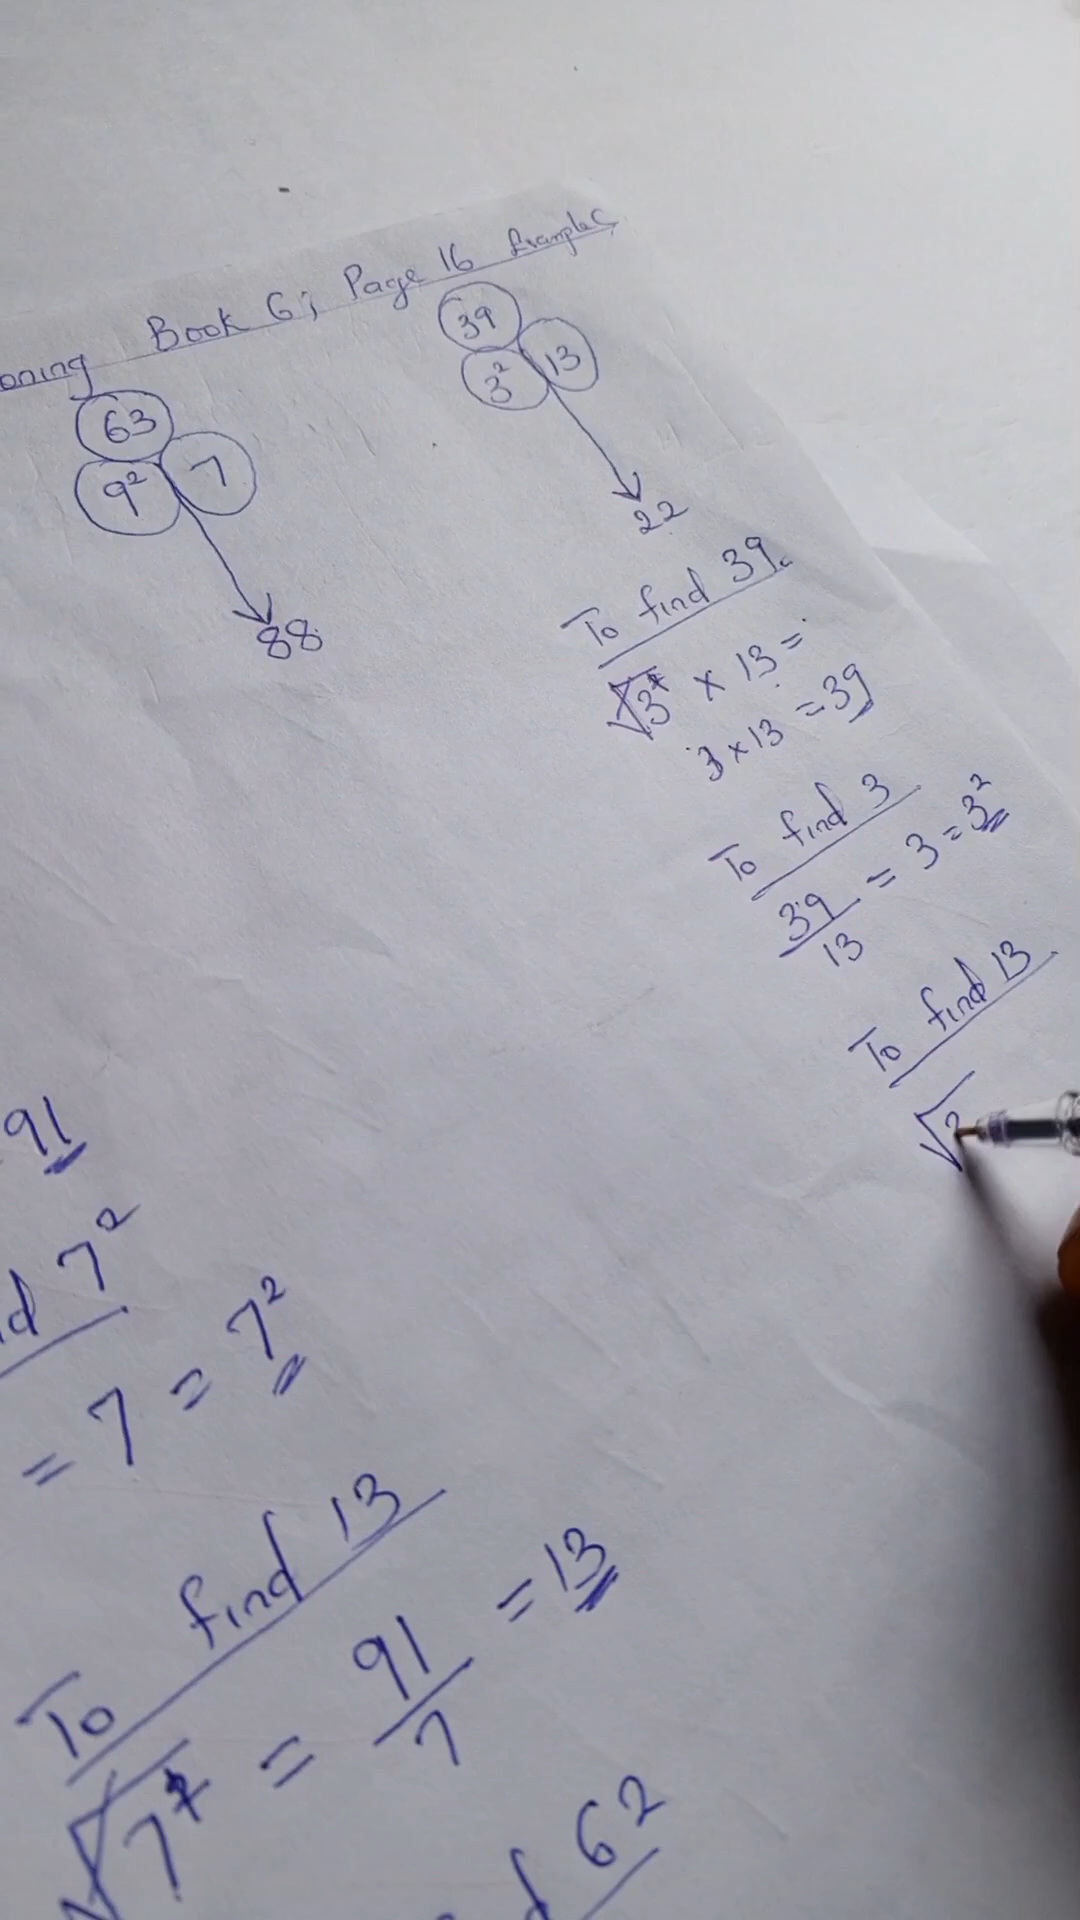 oning Book 6; Page 16 Example
63
9²
7
88
39
3²
13
22
To find 39
√3² × 13 =
3 × 13 = 39
To find 3
39/13 = 3 = 3²
To find 13
√3
91
d 7²
= 7 = 7²
To find 13
√7² = 91/7 = 13
d 62